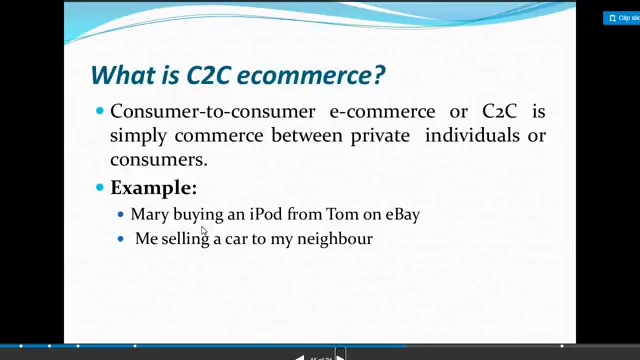 Clip sli
What is C2C ecommerce?
Consumer-to-consumer e-commerce or C2C is
simply commerce between private individuals or
consumers.
Example:
Mary buying an iPod from Tom on eBay
Me selling a car to my neighbour